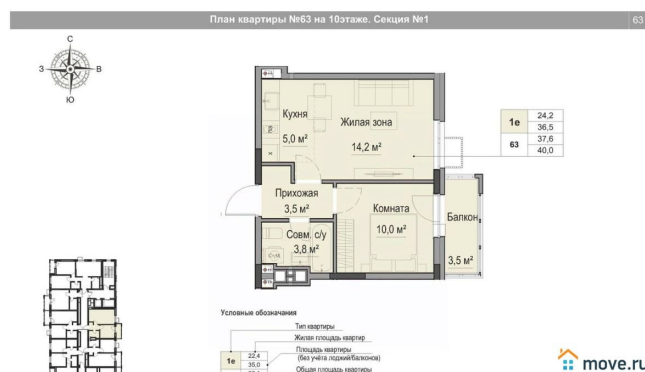 План квартиры №63 на 10этаже. Секция №1
63
С
З
В
Ю
Кухня
5,0 м²
Жилая зона
14,2 м²
1е
63
24,2
36,5
37,6
40,0
Прихожая
3,5 м²
Комната
10,0 м²
Балкон
3,5 м²
Совм. с/у
3,8 м²
Условные обозначания
Тип квартиры
Жилая площадь квартир
Площадь квартиры
(без учёта лоджий/балконов)
Общая площадь квартиры
1е
22,4
35,0
move.ru